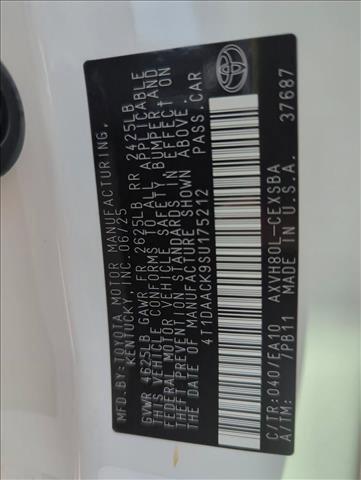 MFD. BY:TOYOTA MOTOR MANUFACTURING,
KENTUCKY, INC. 06/25
GVWR 4625LB GAWR FR 2625LB RR 2425LB
THIS VEHICLE CONFORMS TO ALL APPLICABLE
FEDERAL MOTOR VEHICLE SAFETY BUMPER AND
THEFT PREVENTION STANDARDS IN EFFECT ON
THE DATE OF MANUFACTURE SHOWN ABOVE.
4T1DAACK9SU175212 PASS.CAR
C/TR:040/EA10 AXVH80L-CEXSBA
A/TM: /PB11 MADE IN U.S.A. 37687